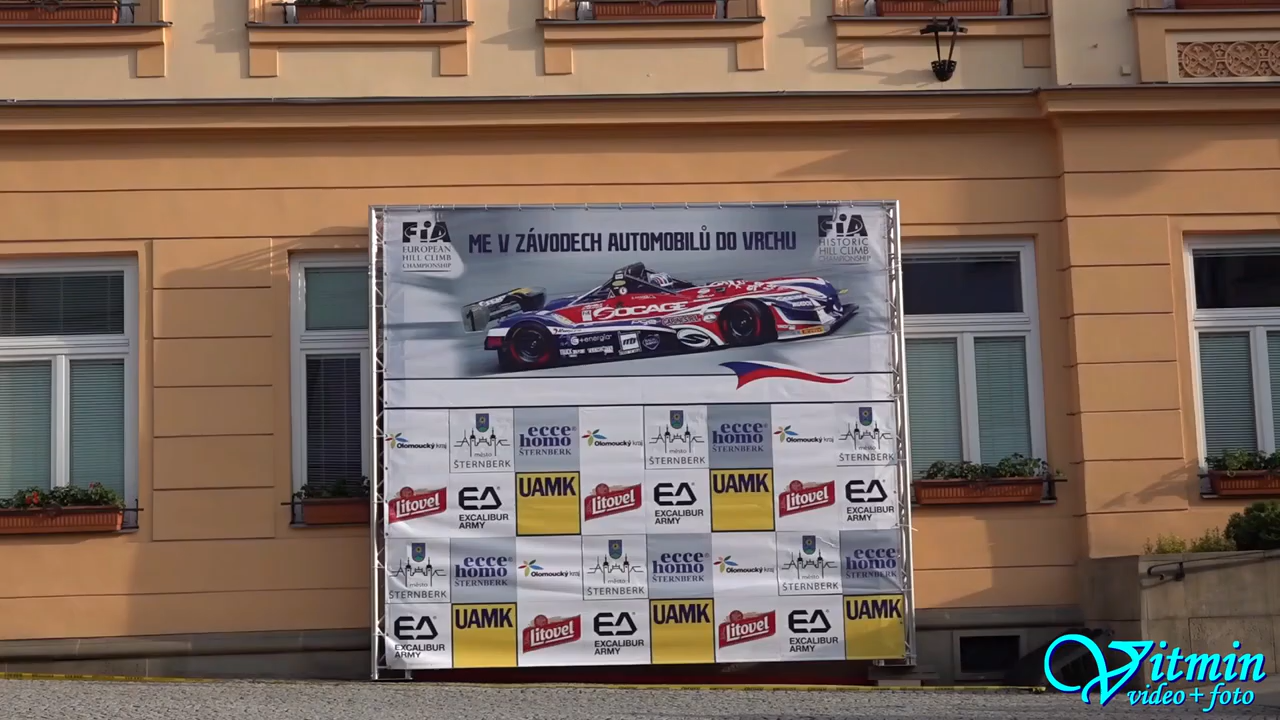 FIA
EUROPEAN
HILL CLIMB
CHAMPIONSHIP
ME V ZÁVODECH AUTOMOBILŮ DO VRCHU
FIA
HISTORIC
HILL CLIMB
CHAMPIONSHIP
SOCAGE
+energia
Olomoucký kraj
město
ŠTERNBERK
ecce
homo
ŠTERNBERK
Olomoucký kraj
město
ŠTERNBERK
ecce
homo
ŠTERNBERK
Olomoucký kraj
město
ŠTERNBERK
Litovel
EA
EXCALIBUR
ARMY
UAMK
Litovel
EA
EXCALIBUR
ARMY
UAMK
Litovel
EA
EXCALIBUR
ARMY
město
ŠTERNBERK
ecce
homo
ŠTERNBERK
Olomoucký kraj
město
ŠTERNBERK
ecce
homo
ŠTERNBERK
Olomoucký kraj
město
ŠTERNBERK
ecce
homo
ŠTERNBERK
EA
EXCALIBUR
ARMY
UAMK
Litovel
EA
EXCALIBUR
ARMY
UAMK
Litovel
EA
EXCALIBUR
ARMY
UAMK
Vitmin
video+foto